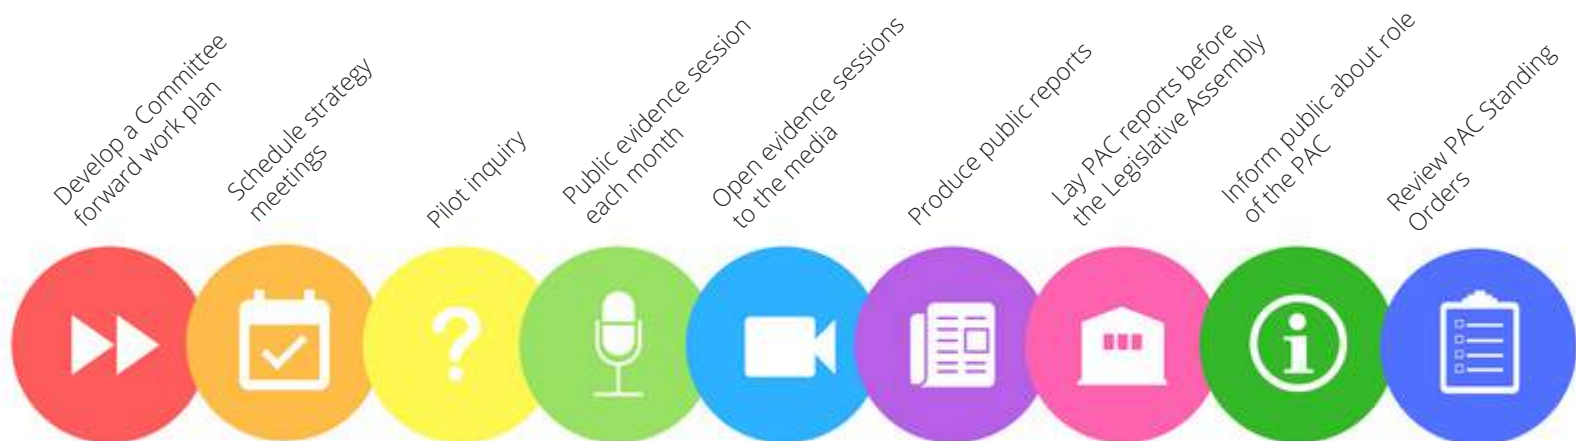 Develop a Committee
forward work plan
Schedule strategy
meetings
Pilot inquiry
Public evidence session
each month
Open evidence sessions
to the media
Produce public reports
Lay PAC reports before
the Legislative Assembly
Inform public about role
of the PAC
Review PAC Standing
Orders